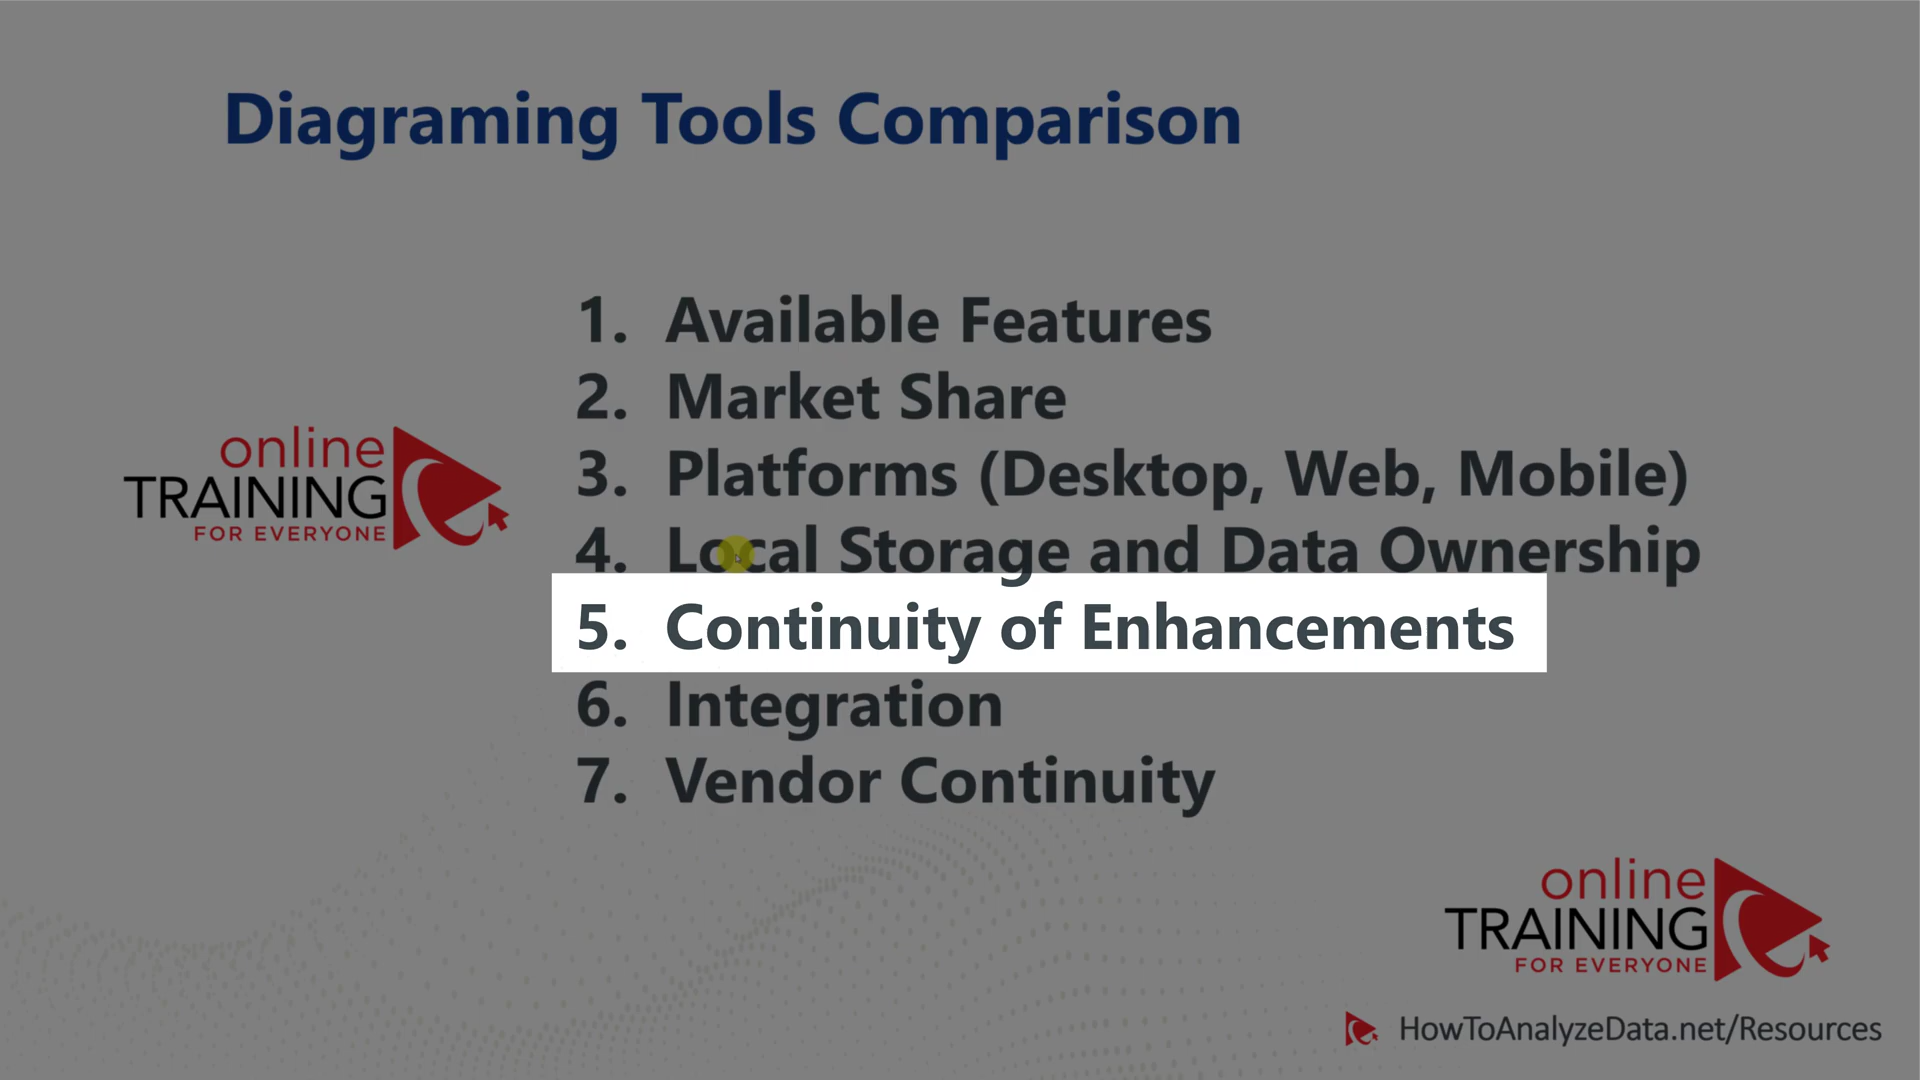 Diagraming Tools Comparison
1. Available Features
2. Market Share
3. Platforms (Desktop, Web, Mobile)
4. Local Storage and Data Ownership
5. Continuity of Enhancements
6. Integration
7. Vendor Continuity
online
TRAINING
FOR EVERYONE
online
TRAINING
FOR EVERYONE
HowToAnalyzeData.net/Resources